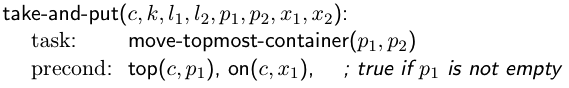 take-and-put(c, k, l₁, l₂, p₁, p₂, x₁, x₂):
task: move-topmost-container(p₁, p₂)
precond: top(c, p₁), on(c, x₁), ; true if p₁ is not empty